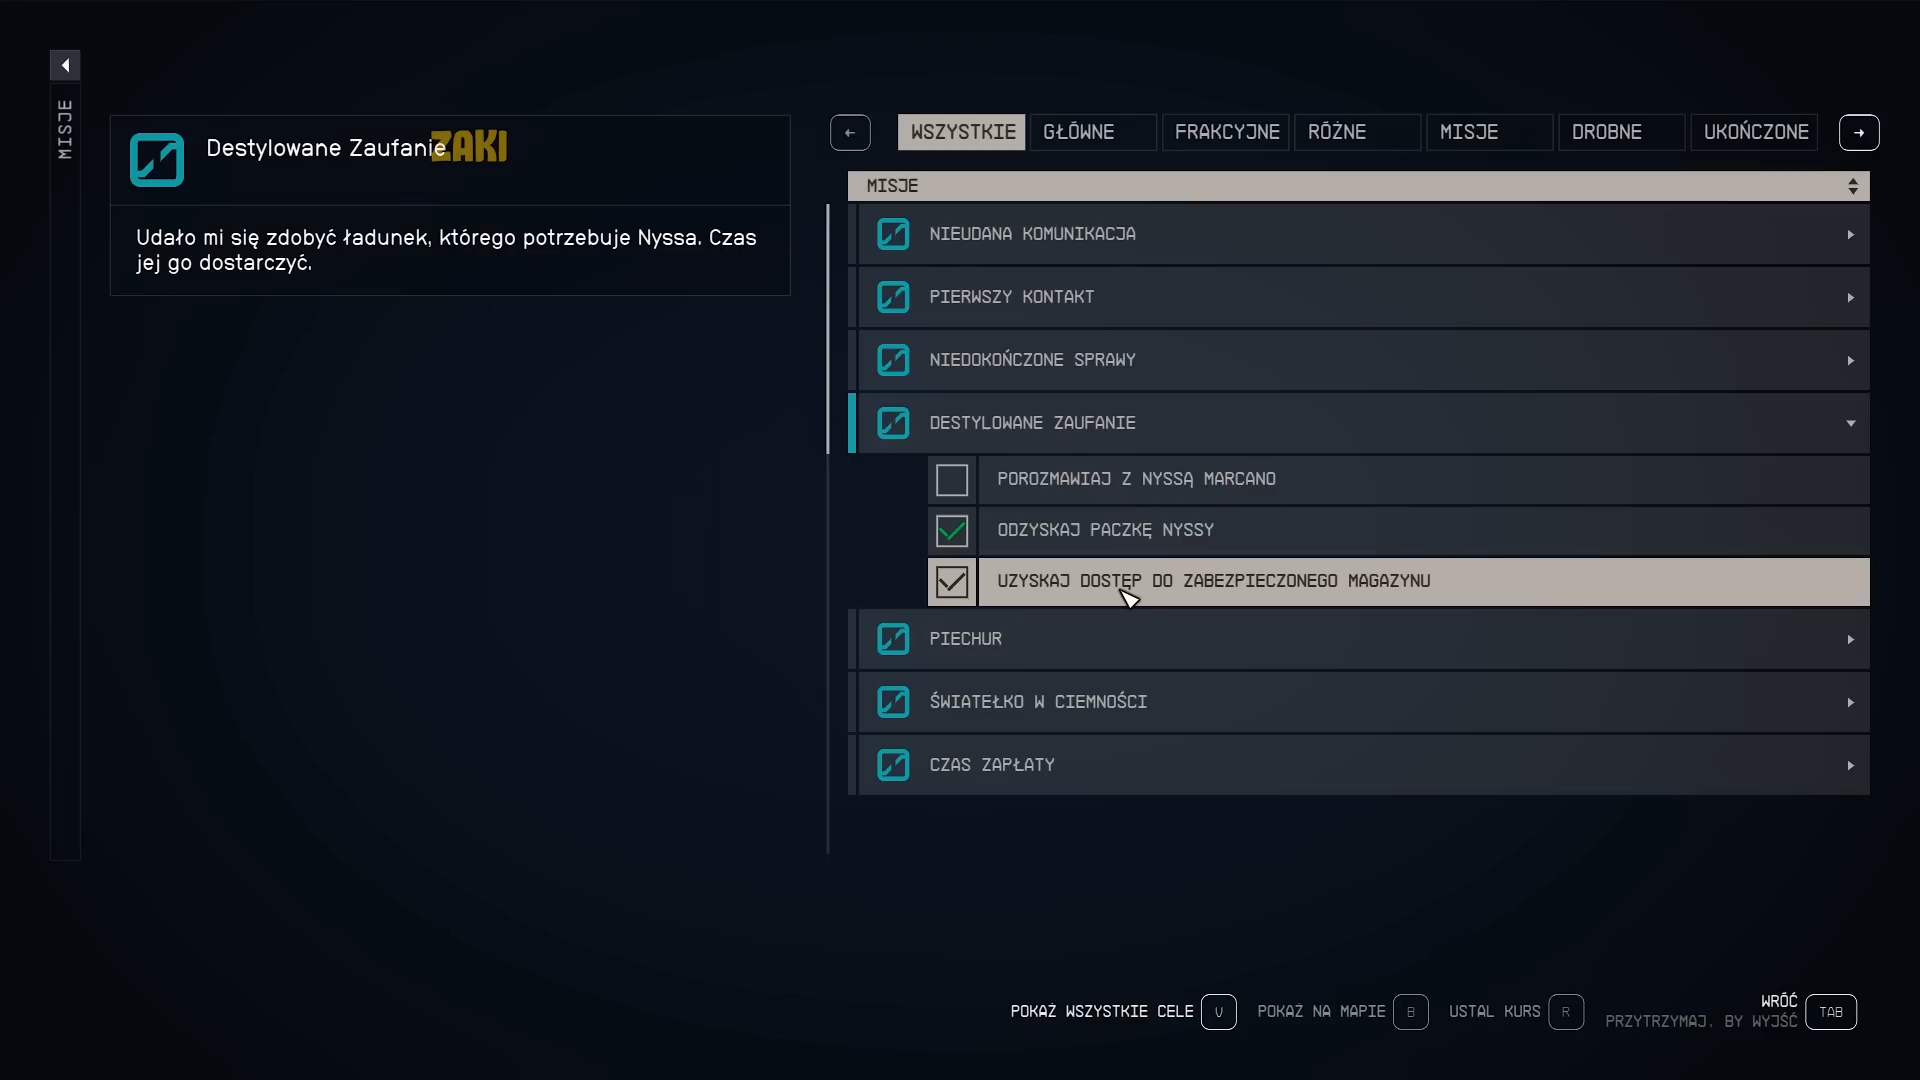 MISJE
Destylowane Zaufanie
ZAKI
Udało mi się zdobyć ładunek, którego potrzebuje Nyssa. Czas
jej go dostarczyć.
WSZYSTKIE GŁÓWNE FRAKCYJNE RÓŻNE MISJE DROBNE UKOŃCZONE
MISJE
NIEUDANA KOMUNIKACJA
PIERWSZY KONTAKT
NIEDOKOŃCZONE SPRAWY
DESTYLOWANE ZAUFANIE
POROZMAWIAJ Z NYSSĄ MARCANO
ODZYSKAJ PACZKĘ NYSSY
UZYSKAJ DOSTĘP DO ZABEZPIECZONEGO MAGAZYNU
PIECHUR
ŚWIATEŁKO W CIEMNOŚCI
CZAS ZAPŁATY
POKAŻ WSZYSTKIE CELE V POKAŻ NA MAPIE B USTAL KURS R
WRÓĆ
PRZYTRZYMAJ, BY WYJŚĆ TAB